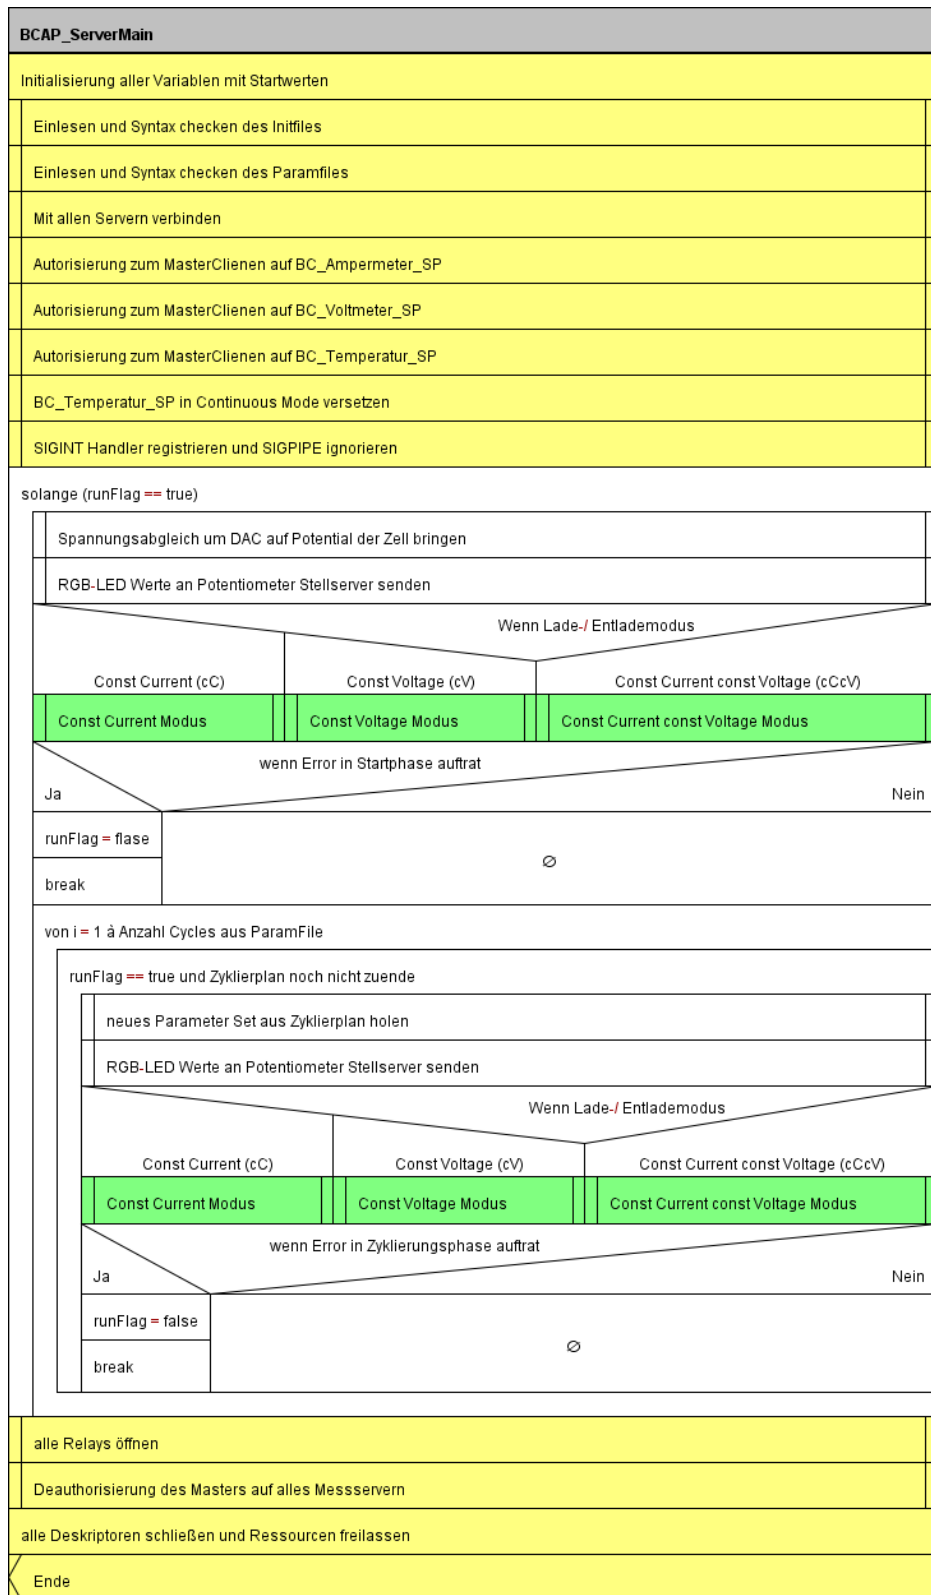 BCAP_ServerMain
Initialisierung aller Variablen mit Startwerten
Einlesen und Syntax checken des Initfiles
Einlesen und Syntax checken des Paramfiles
Mit allen Servern verbinden
Autorisierung zum MasterClienen auf BC_Ampermeter_SP
Autorisierung zum MasterClienen auf BC_Voltmeter_SP
Autorisierung zum MasterClienen auf BC_Temperatur_SP
BC_Temperatur_SP in Continuous Mode versetzen
SIGINT Handler registrieren und SIGPIPE ignorieren
solange (runFlag == true)
Spannungsabgleich um DAC auf Potential der Zell bringen
RGB-LED Werte an Potentiometer Stellserver senden
Wenn Lade-/ Entlademodus
Const Current (cC)
Const Voltage (cV)
Const Current const Voltage (cCcV)
Const Current Modus
Const Voltage Modus
Const Current const Voltage Modus
wenn Error in Startphase auftrat
Ja
Nein
runFlag = flase
∅
break
von i = 1 à Anzahl Cycles aus ParamFile
runFlag == true und Zyklierplan noch nicht zuende
neues Parameter Set aus Zyklierplan holen
RGB-LED Werte an Potentiometer Stellserver senden
Wenn Lade-/ Entlademodus
Const Current (cC)
Const Voltage (cV)
Const Current const Voltage (cCcV)
Const Current Modus
Const Voltage Modus
Const Current const Voltage Modus
wenn Error in Zyklierungsphase auftrat
Ja
Nein
runFlag = false
∅
break
alle Relays öffnen
Deauthorisierung des Masters auf alles Messservern
alle Deskriptoren schließen und Ressourcen freilassen
Ende